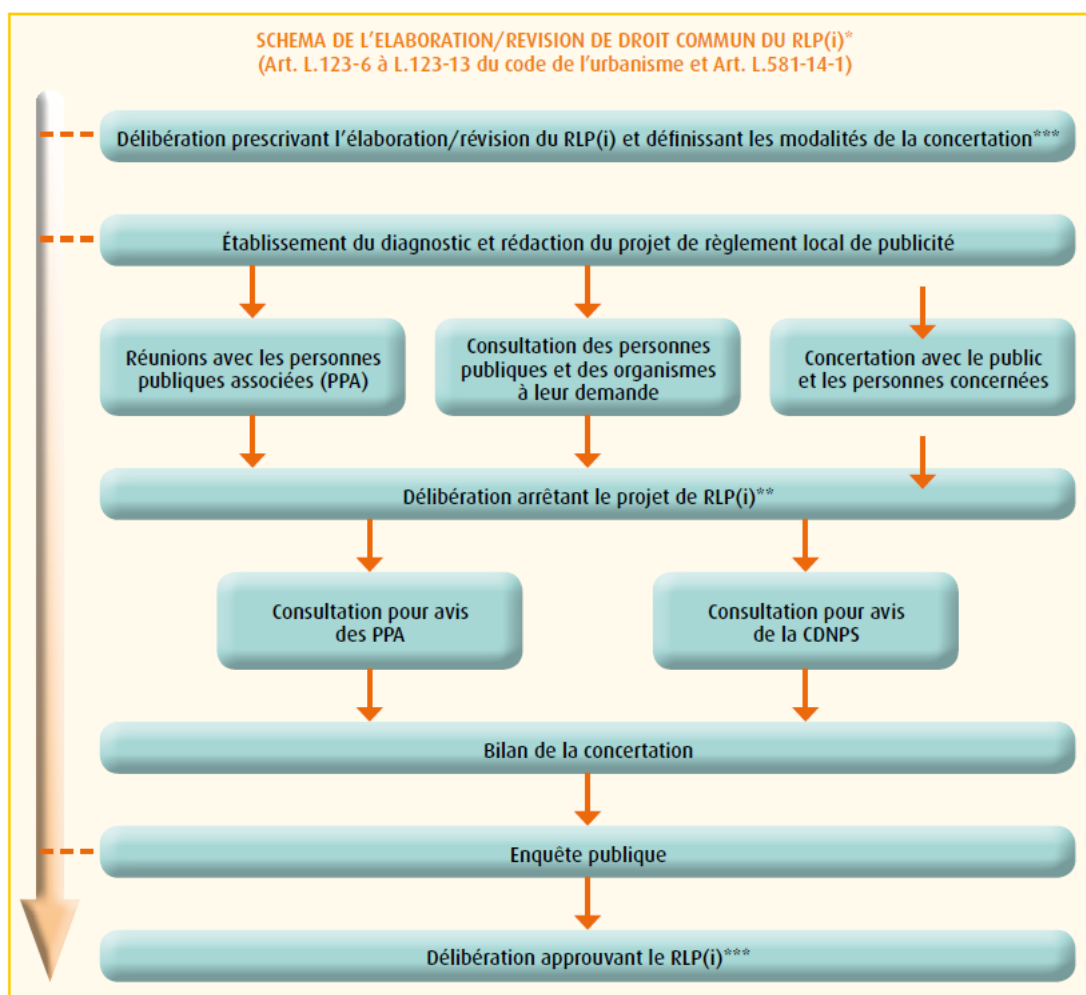 SCHEMA DE L'ELABORATION/REVISION DE DROIT COMMUN DU RLP(i)*
(Art. L.123-6 à L.123-13 du code de l'urbanisme et Art. L.581-14-1)
Délibération prescrivant l'élaboration/révision du RLP(i) et définissant les modalités de la concertation***
Établissement du diagnostic et rédaction du projet de règlement local de publicité
Réunions avec les personnes
publiques associées (PPA)
Consultation des personnes
publiques et des organismes
à leur demande
Concertation avec le public
et les personnes concernées
Délibération arrêtant le projet de RLP(i)**
Consultation pour avis
des PPA
Consultation pour avis
de la CDNPS
Bilan de la concertation
Enquête publique
Délibération approuvant le RLP(i)***